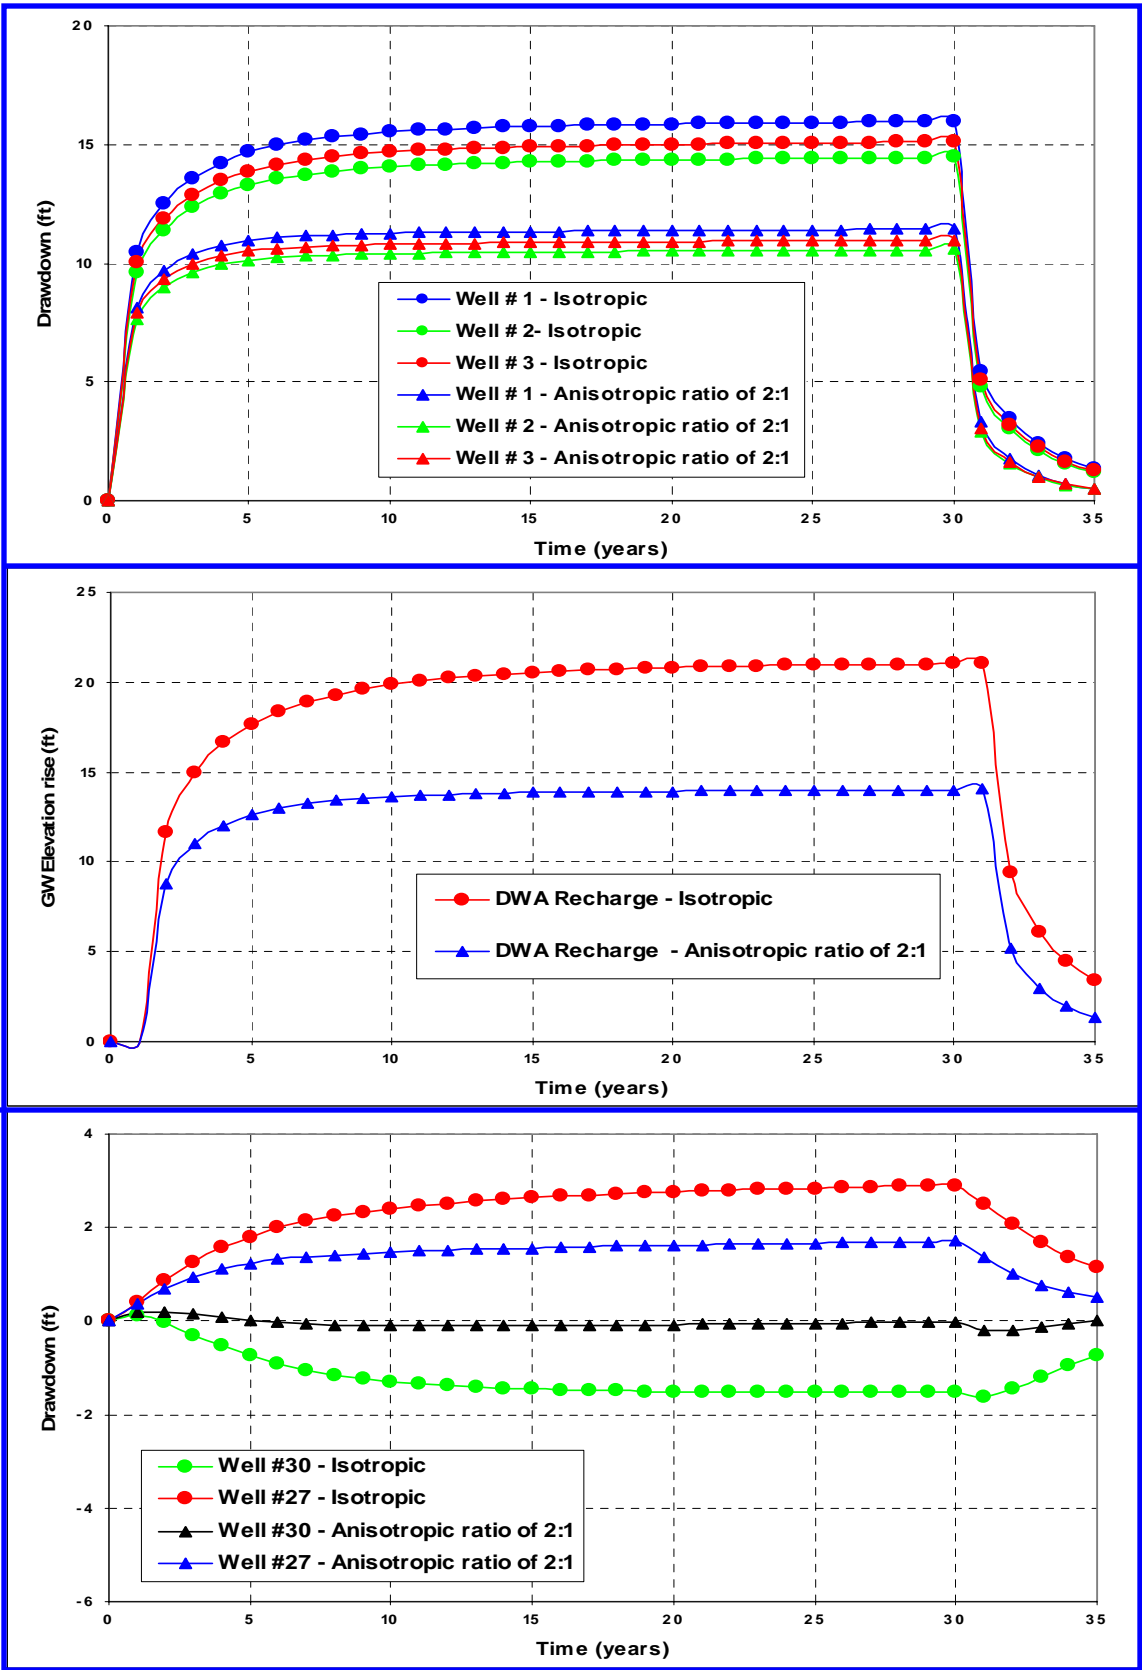 20
15
10
5
0
Drawdown (ft)
Well # 1 - Isotropic
Well # 2- Isotropic
Well # 3 - Isotropic
Well # 1 - Anisotropic ratio of 2:1
Well # 2 - Anisotropic ratio of 2:1
Well # 3 - Anisotropic ratio of 2:1
0 5 10 15 20 25 30 35
Time (years)
25
20
15
10
5
0
GW Elevation rise (ft)
DWA Recharge - Isotropic
DWA Recharge - Anisotropic ratio of 2:1
0 5 10 15 20 25 30 35
Time (years)
4
2
0
-2
-4
-6
Drawdown (ft)
Well #30 - Isotropic
Well #27 - Isotropic
Well #30 - Anisotropic ratio of 2:1
Well #27 - Anisotropic ratio of 2:1
0 5 10 15 20 25 30 35
Time (years)